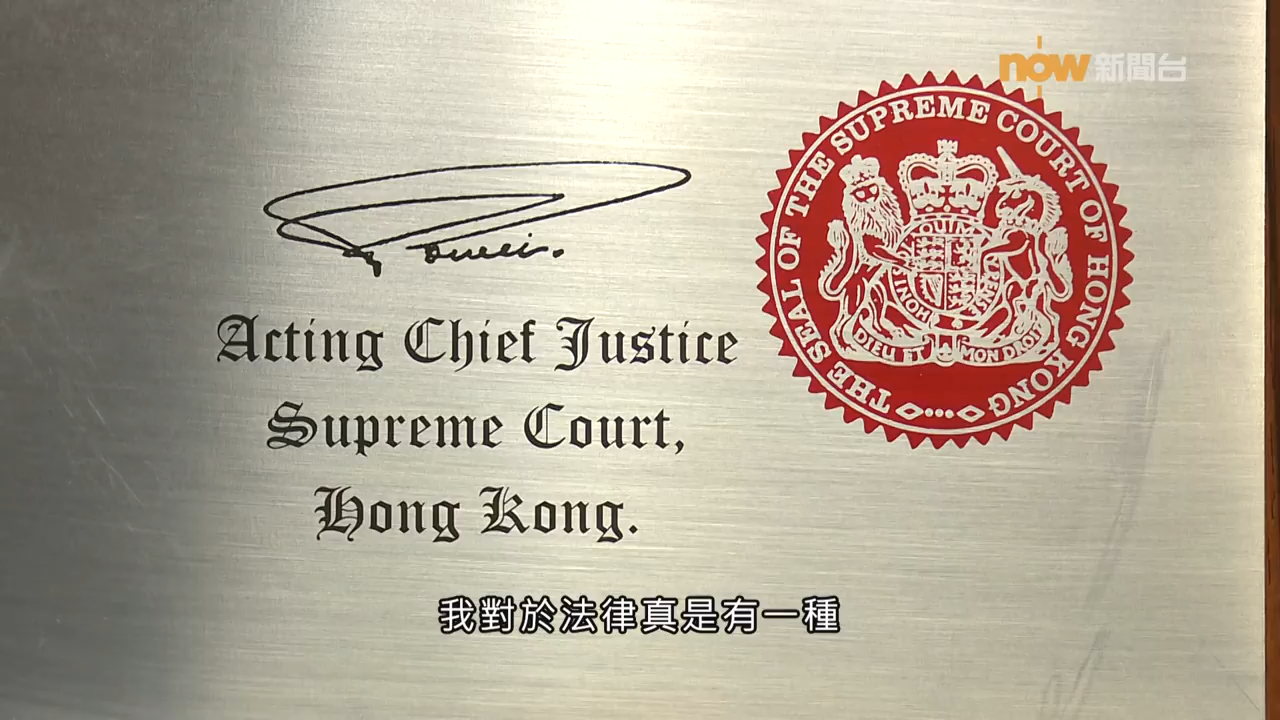 now新聞台
THE SEAL OF THE SUPREME COURT OF HONG KONG
DIEU ET MON DROIT
Acting Chief Justice
Supreme Court,
Hong Kong.
我對於法律真是有一種